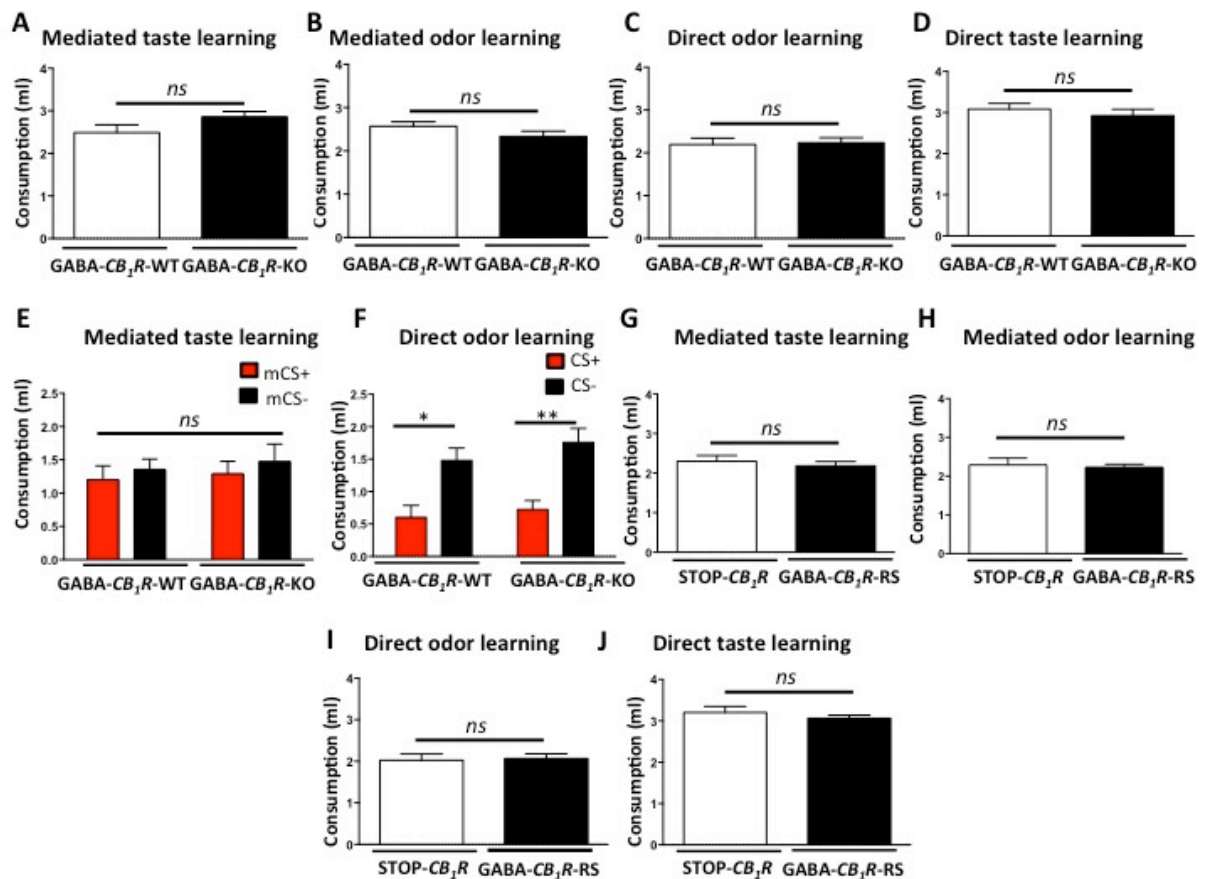 A
Mediated taste learning
Consumption (ml)
4
3
2
1
0
ns
GABA-CB1R-WT GABA-CB1R-KO
B
Mediated odor learning
Consumption (ml)
4
3
2
1
0
ns
GABA-CB1R-WT GABA-CB1R-KO
C
Direct odor learning
Consumption (ml)
4
3
2
1
0
ns
GABA-CB1R-WT GABA-CB1R-KO
D
Direct taste learning
Consumption (ml)
4
3
2
1
0
ns
GABA-CB1R-WT GABA-CB1R-KO
E
Mediated taste learning
mCS+
mCS-
Consumption (ml)
2.5
2.0
1.5
1.0
0.5
0.0
ns
GABA-CB1R-WT GABA-CB1R-KO
F
Direct odor learning
CS+
CS-
Consumption (ml)
2.5
2.0
1.5
1.0
0.5
0.0
* **
GABA-CB1R-WT GABA-CB1R-KO
G
Mediated taste learning
Consumption (ml)
4
3
2
1
0
ns
STOP-CB1R GABA-CB1R-RS
H
Mediated odor learning
Consumption (ml)
4
3
2
1
0
ns
STOP-CB1R GABA-CB1R-RS
I
Direct odor learning
Consumption (ml)
4
3
2
1
0
ns
STOP-CB1R GABA-CB1R-RS
J
Direct taste learning
Consumption (ml)
4
3
2
1
0
ns
STOP-CB1R GABA-CB1R-RS